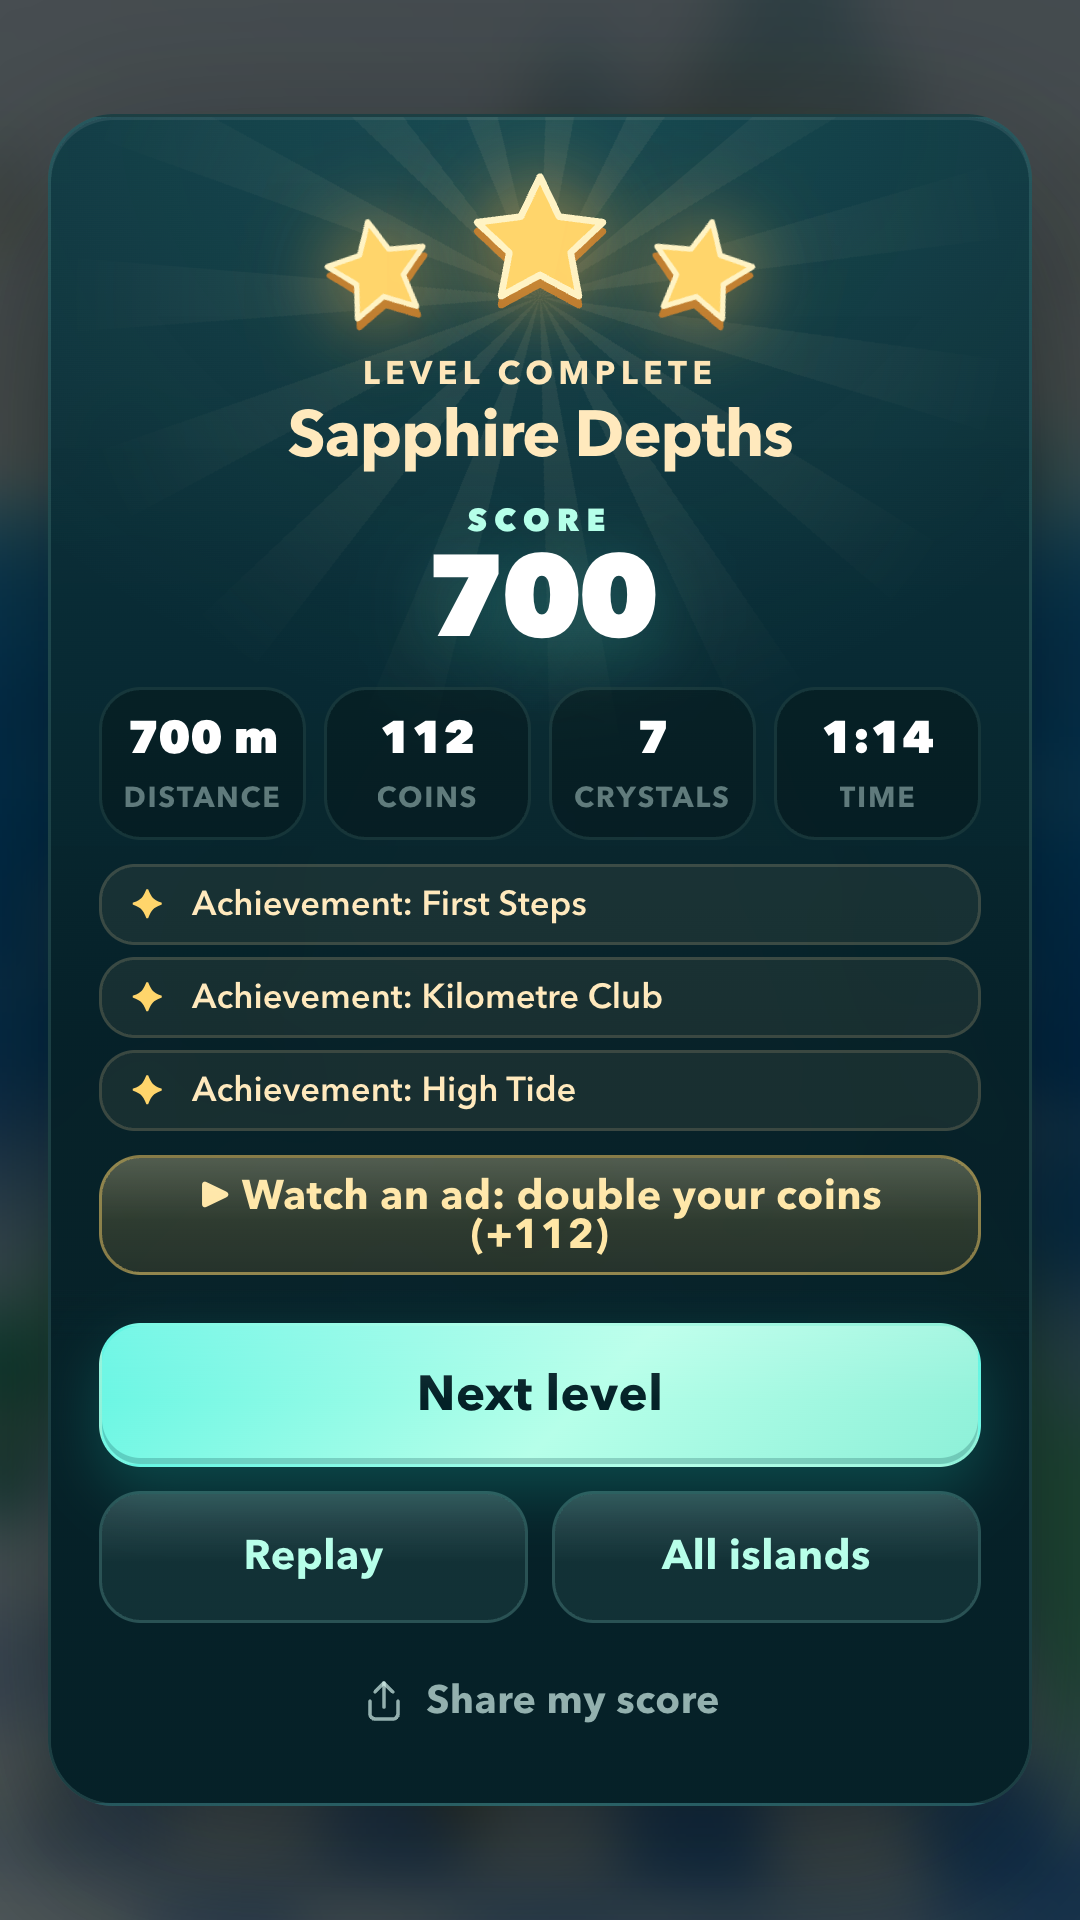 LEVEL COMPLETE
Sapphire Depths
SCORE
700
700 m
DISTANCE
112
COINS
7
CRYSTALS
1:14
TIME
Achievement: First Steps
Achievement: Kilometre Club
Achievement: High Tide
Watch an ad: double your coins
(+112)
Next level
Replay
All islands
Share my score